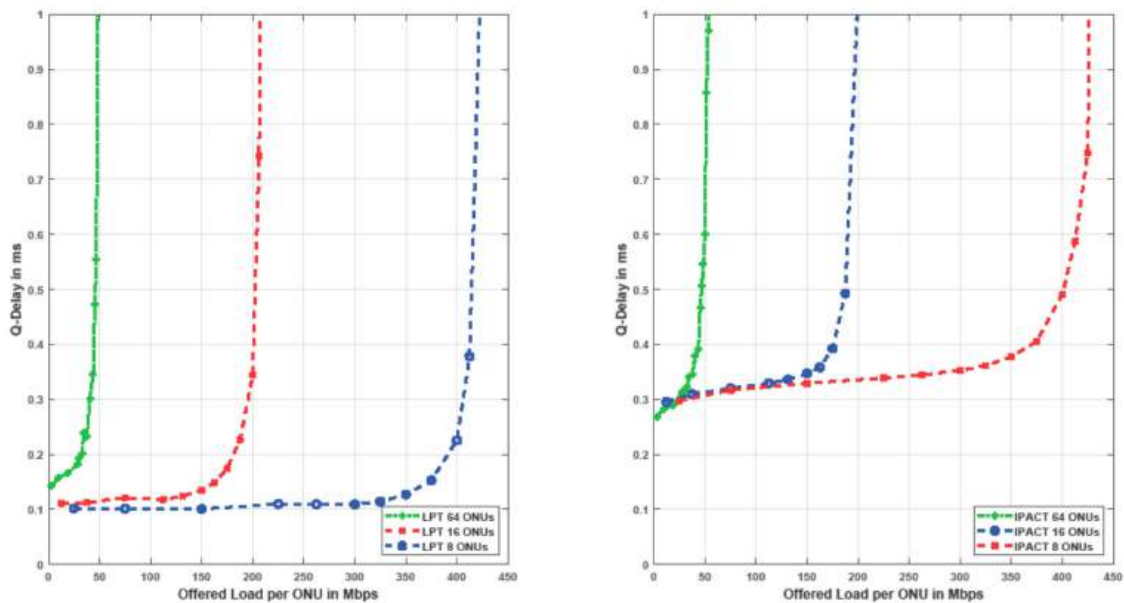 1
0.9
0.8
0.7
0.6
0.5
0.4
0.3
0.2
0.1
0
Q-Delay in ms
0 50 100 150 200 250 300 350 400 450
Offered Load per ONU in Mbps
LPT 64 ONUs
LPT 16 ONUs
LPT 8 ONUs
1
0.9
0.8
0.7
0.6
0.5
0.4
0.3
0.2
0.1
0
Q-Delay in ms
0 50 100 150 200 250 300 350 400 450
Offered Load per ONU in Mbps
IPACT 64 ONUs
IPACT 16 ONUs
IPACT 8 ONUs